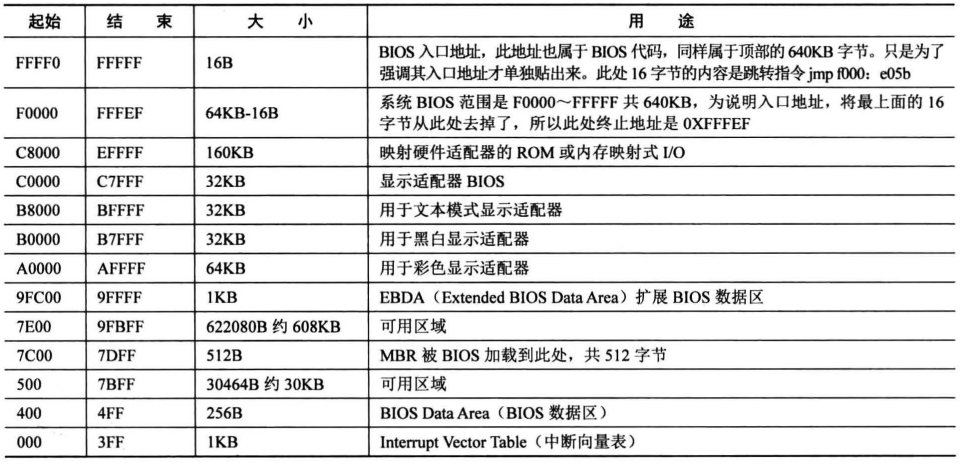 起始 结 束 大 小 用 途
FFFF0 FFFFF 16B BIOS 入口地址，此地址也属于 BIOS 代码，同样属于顶部的 640KB 字节。只是为了
强调其入口地址才单独贴出来。此处 16 字节的内容是跳转指令 jmp f000：e05b
F0000 FFFEF 64KB-16B 系统 BIOS 范围是 F0000～FFFFF 共 640KB，为说明入口地址，将最上面的 16
字节从此处去掉了，所以此处终止地址是 0XFFFEF
C8000 EFFFF 160KB 映射硬件适配器的 ROM 或内存映射式 I/O
C0000 C7FFF 32KB 显示适配器 BIOS
B8000 BFFFF 32KB 用于文本模式显示适配器
B0000 B7FFF 32KB 用于黑白显示适配器
A0000 AFFFF 64KB 用于彩色显示适配器
9FC00 9FFFF 1KB EBDA（Extended BIOS Data Area）扩展 BIOS 数据区
7E00 9FBFF 622080B 约 608KB 可用区域
7C00 7DFF 512B MBR 被 BIOS 加载到此处，共 512 字节
500 7BFF 30464B 约 30KB 可用区域
400 4FF 256B BIOS Data Area（BIOS 数据区）
000 3FF 1KB Interrupt Vector Table（中断向量表）